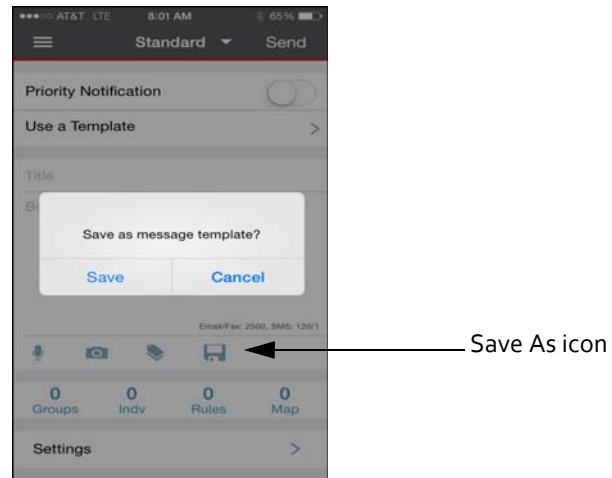 AT&T LTE 8:01 AM 65%
Standard Send
Priority Notification
Use a Template
Title
Save as message template?
Save Cancel
Email/Fax: 2500, SMS: 120/1
Save As icon
0 0 0 0
Groups Indv Rules Map
Settings